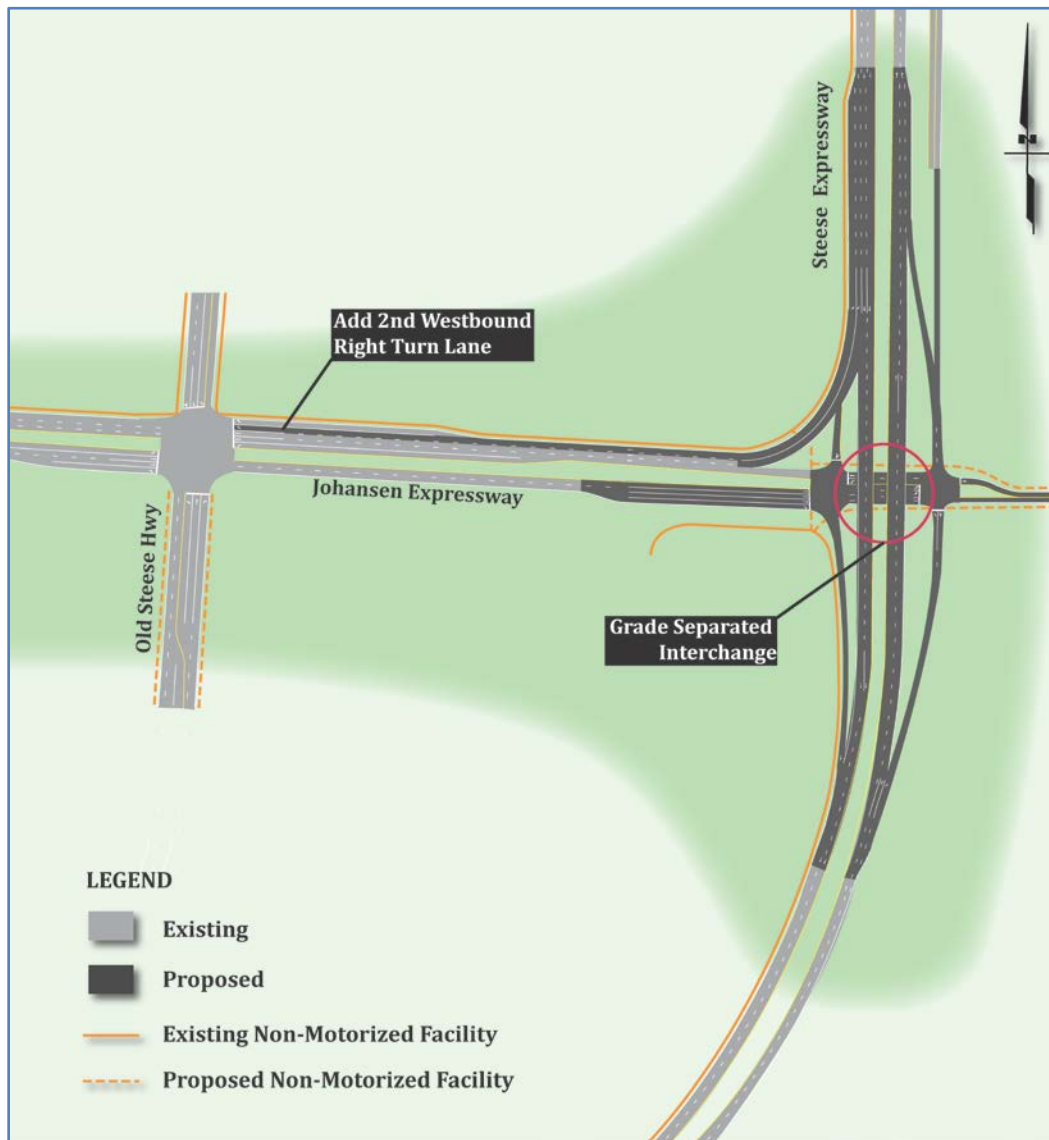 Steese Expressway
N
Add 2nd Westbound
Right Turn Lane
Johansen Expressway
Old Steese Hwy
Grade Separated
Interchange
LEGEND
Existing
Proposed
Existing Non-Motorized Facility
Proposed Non-Motorized Facility